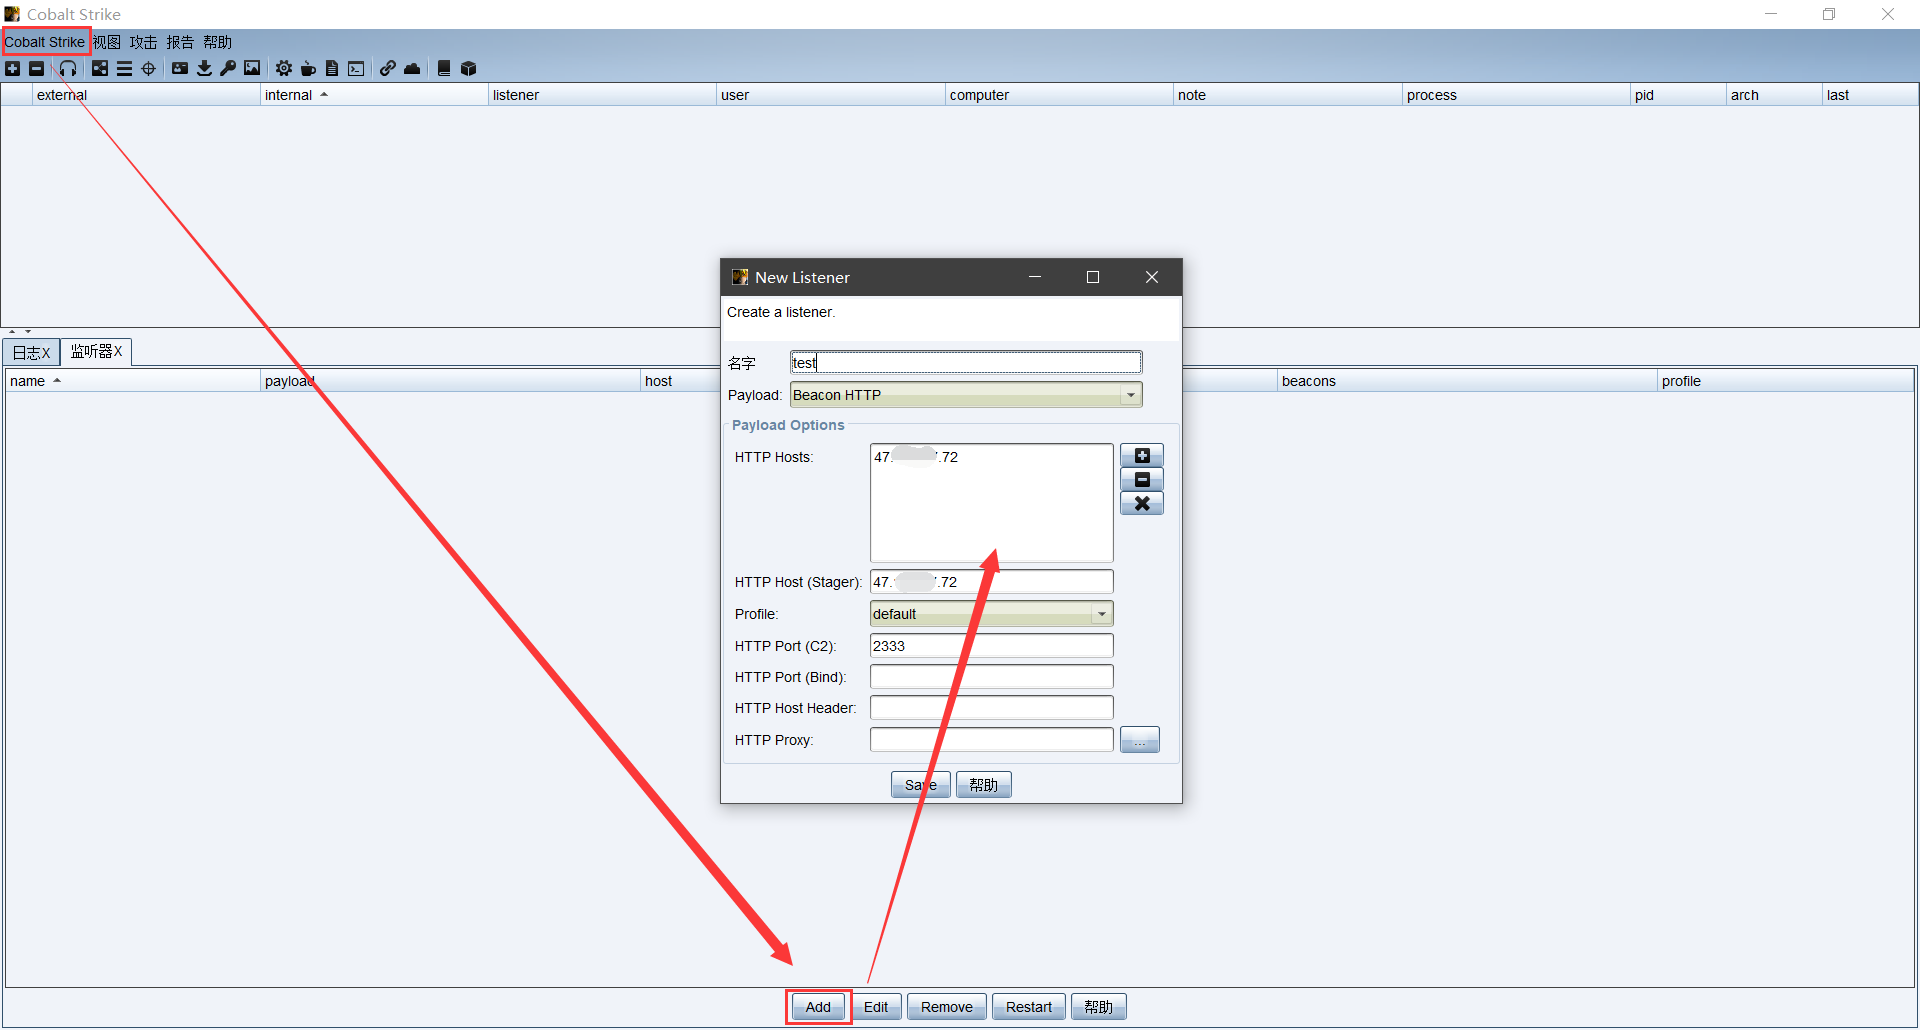 Cobalt Strike
Cobalt Strike 视图 攻击 报告 帮助
external internal listener user computer note process pid arch last
日志X 监听器X
name payload host beacons profile
New Listener
Create a listener.
名字 test
Payload: Beacon HTTP
Payload Options
HTTP Hosts: 47. .72
HTTP Host (Stager): 47. .72
Profile: default
HTTP Port (C2): 2333
HTTP Port (Bind):
HTTP Host Header:
HTTP Proxy: ...
Save 帮助
Add Edit Remove Restart 帮助